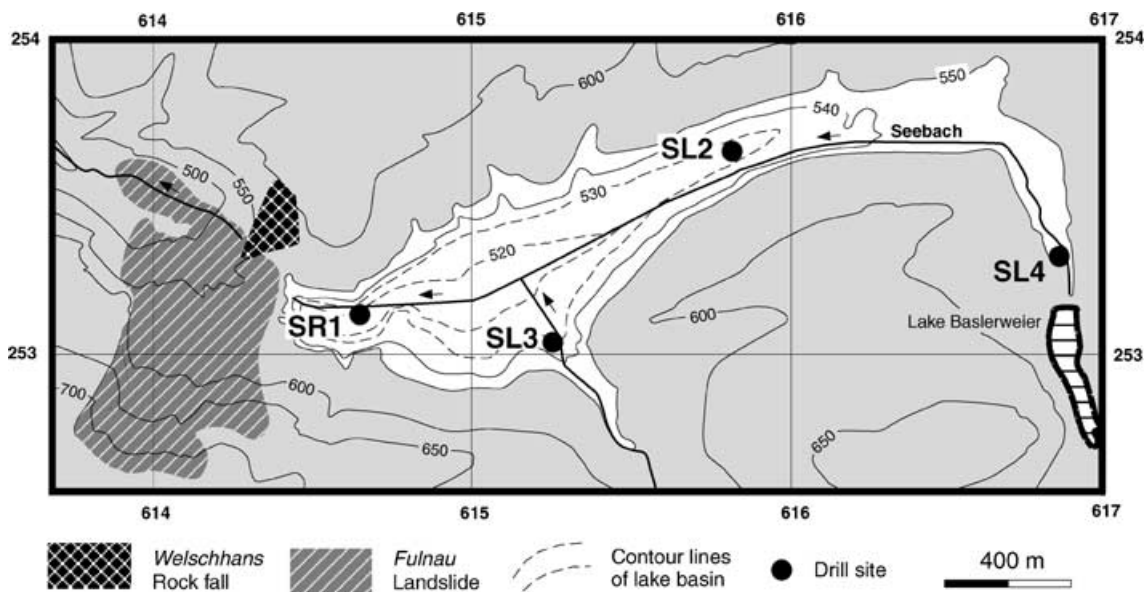 614
615
616
617
254
254
600
550
540
Seebach
SL2
500
550
530
520
SL4
SR1
SL3
600
Lake Baslerweier
253
253
700
600
650
650
614
615
616
617
Welschhans
Rock fall
Fulnau
Landslide
Contour lines
of lake basin
Drill site
400 m